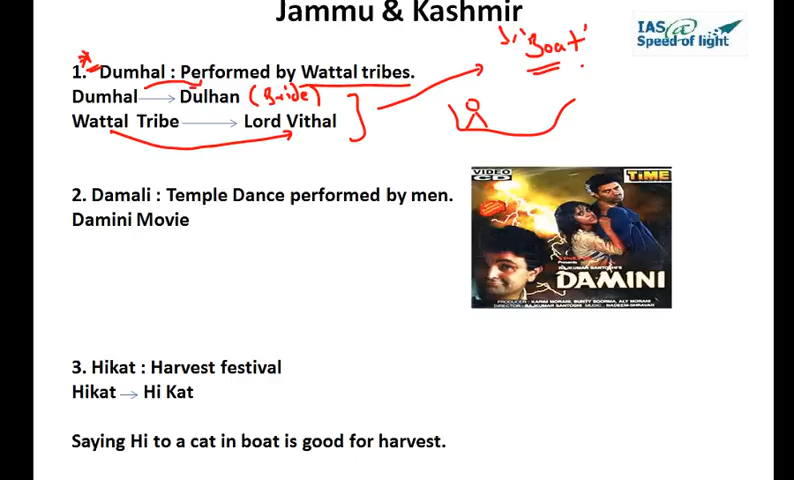 Jammu & Kashmir
IAS@
Speed of light
'Boat'
1. Dumhal : Performed by Wattal tribes.
Dumhal → Dulhan (Bride)
Wattal Tribe → Lord Vithal
2. Damali : Temple Dance performed by men.
Damini Movie
VIDEO
CD
TIME
DAMINI
3. Hikat : Harvest festival
Hikat → Hi Kat
Saying Hi to a cat in boat is good for harvest.